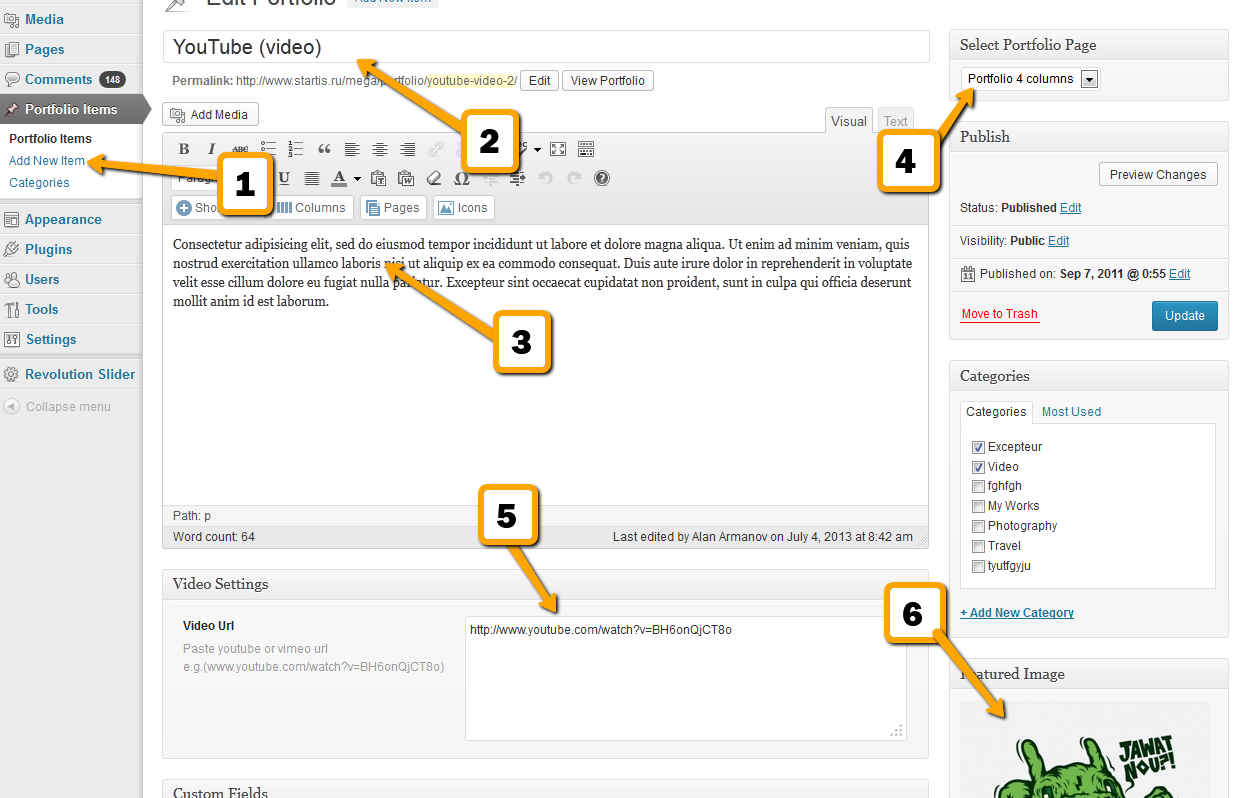 Edit Portfolio Add New Item
Media
Pages
Comments 148
Portfolio Items
Portfolio Items
Add New Item
Categories
Appearance
Plugins
Users
Tools
Settings
Revolution Slider
Collapse menu
YouTube (video)
Permalink: http://www.startis.ru/mega/portfolio/youtube-video-2/ Edit View Portfolio
Add Media
Visual Text
B I ABC
U A Ω
Columns Pages Icons
Consectetur adipisicing elit, sed do eiusmod tempor incididunt ut labore et dolore magna aliqua. Ut enim ad minim veniam, quis
nostrud exercitation ullamco laboris nisi ut aliquip ex ea commodo consequat. Duis aute irure dolor in reprehenderit in voluptate
velit esse cillum dolore eu fugiat nulla pariatur. Excepteur sint occaecat cupidatat non proident, sunt in culpa qui officia deserunt
mollit anim id est laborum.
Path: p
Word count: 64 Last edited by Alan Armanov on July 4, 2013 at 8:42 am
Video Settings
Video Url
Paste youtube or vimeo url
e.g.(www.youtube.com/watch?v=BH6onQjCT8o)
http://www.youtube.com/watch?v=BH6onQjCT8o
Custom Fields
Select Portfolio Page
Portfolio 4 columns
Publish
Preview Changes
Status: Published Edit
Visibility: Public Edit
Published on: Sep 7, 2011 @ 0:55 Edit
Move to Trash Update
Categories
Categories Most Used
Excepteur
Video
fghfgh
My Works
Photography
Travel
tyutfgyju
+ Add New Category
Featured Image
JAWAT
NOU?!
1
2
3
4
5
6